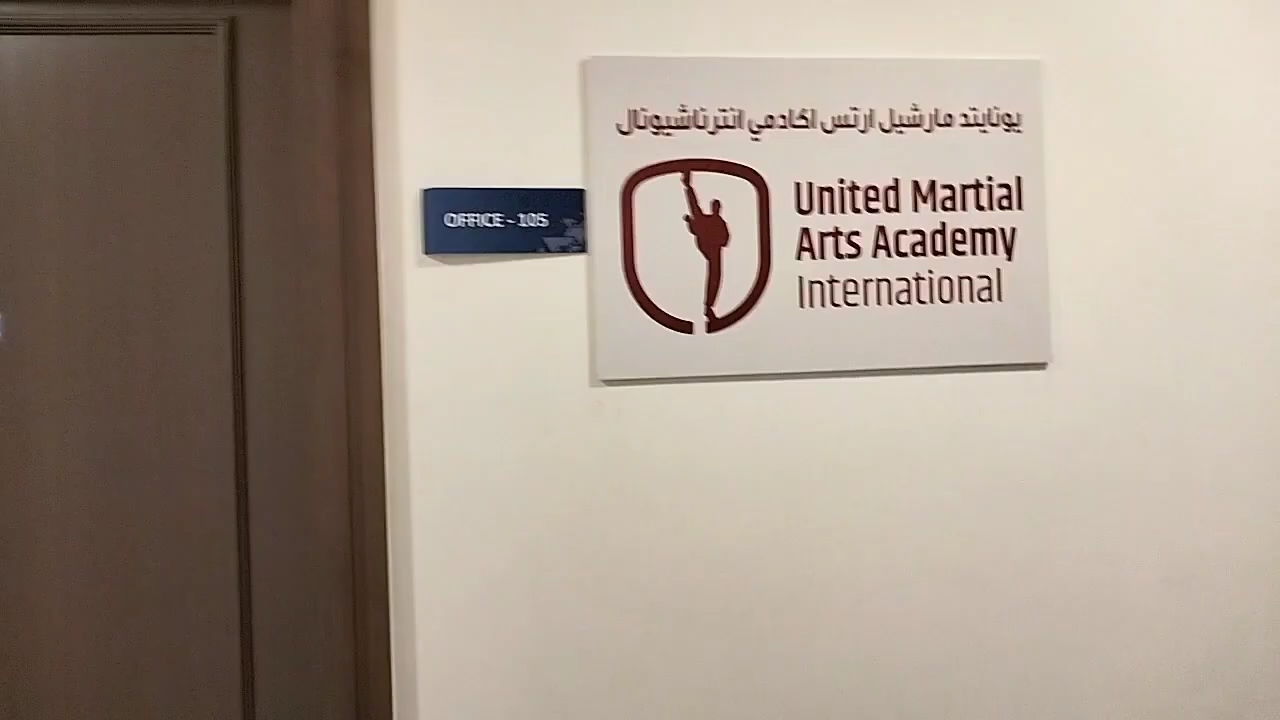 OFFICE - 105
يونايتد مارشيل ارتس اكادمي انترناشيونال
United Martial
Arts Academy
International